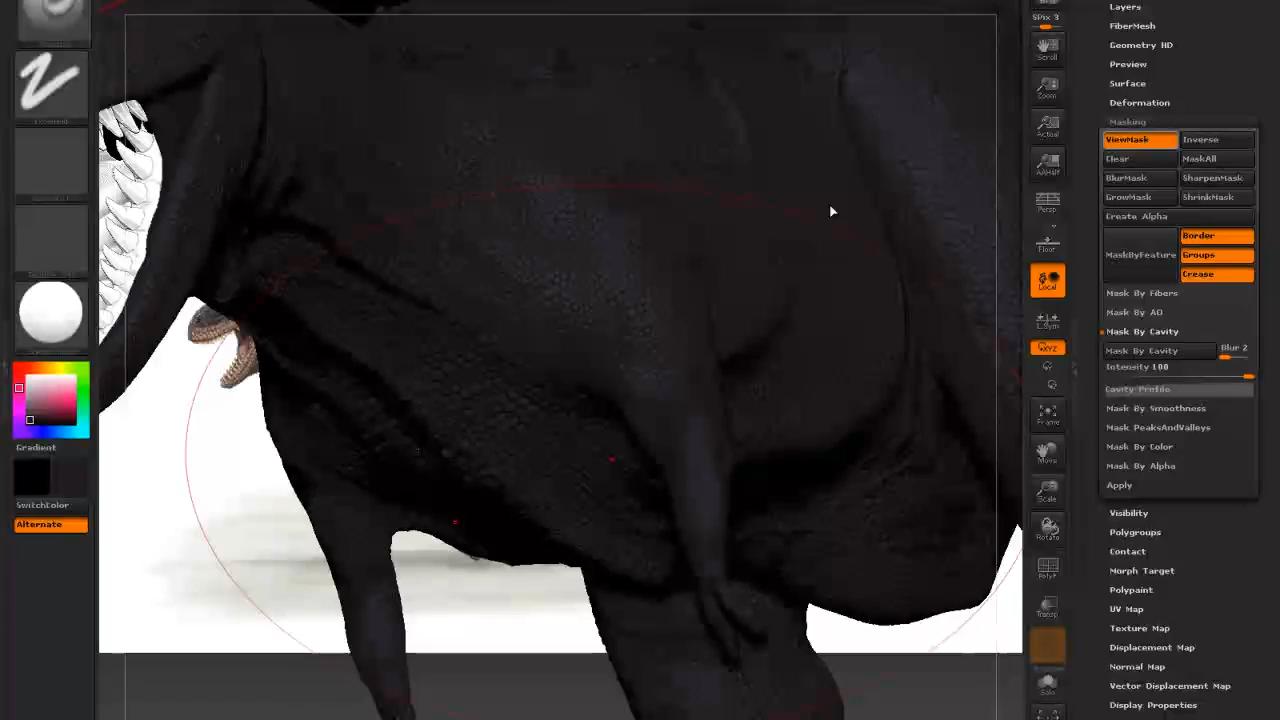 Gradient
SwitchColor
Alternate
SPix 3
Scroll
Zoom
Actual
AAHalf
Persp
Floor
Local
L.Sym
XYZ
Frame
Move
Scale
Rotate
PolyF
Transp
Solo
Layers
FiberMesh
Geometry HD
Preview
Surface
Deformation
Masking
ViewMask Inverse
Clear MaskAll
BlurMask SharpenMask
GrowMask ShrinkMask
Create Alpha
MaskByFeature
Border
Groups
Crease
Mask By Fibers
Mask By AO
Mask By Cavity
Mask By Cavity Blur 2
Intensity 100
Cavity Profile
Mask By Smoothness
Mask PeaksAndValleys
Mask By Color
Mask By Alpha
Apply
Visibility
Polygroups
Contact
Morph Target
Polypaint
UV Map
Texture Map
Displacement Map
Normal Map
Vector Displacement Map
Display Properties